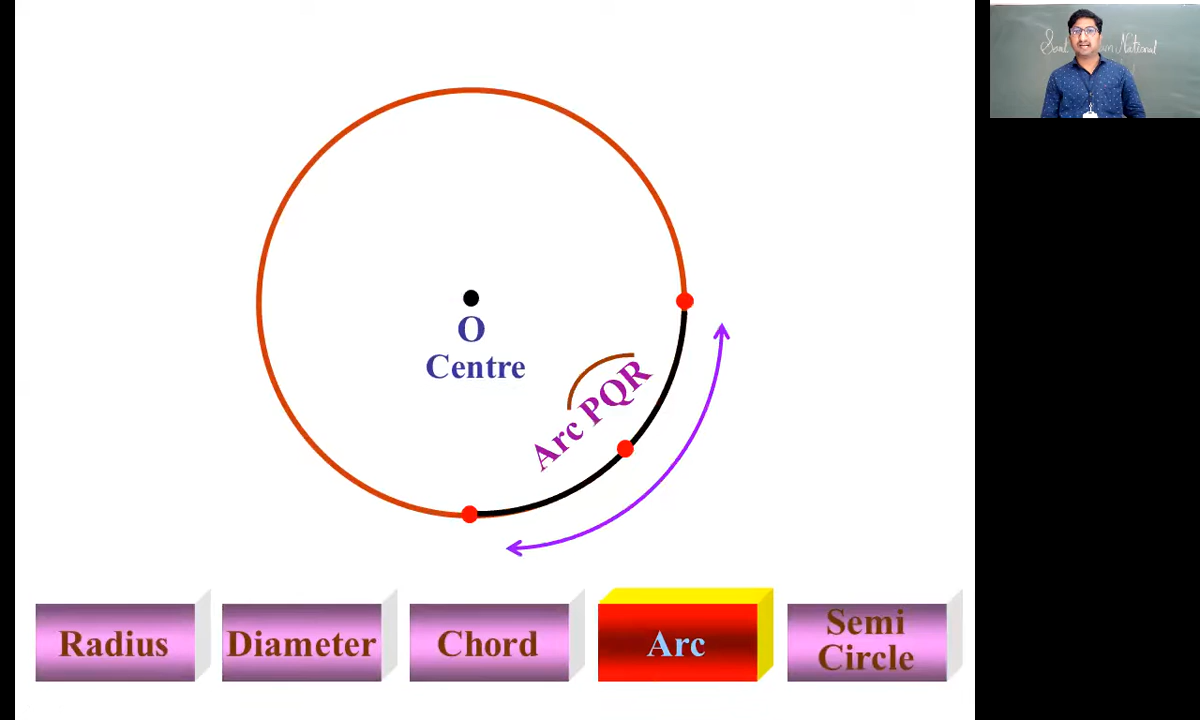 National
O
Centre
Arc PQR
Radius
Diameter
Chord
Arc
Semi
Circle